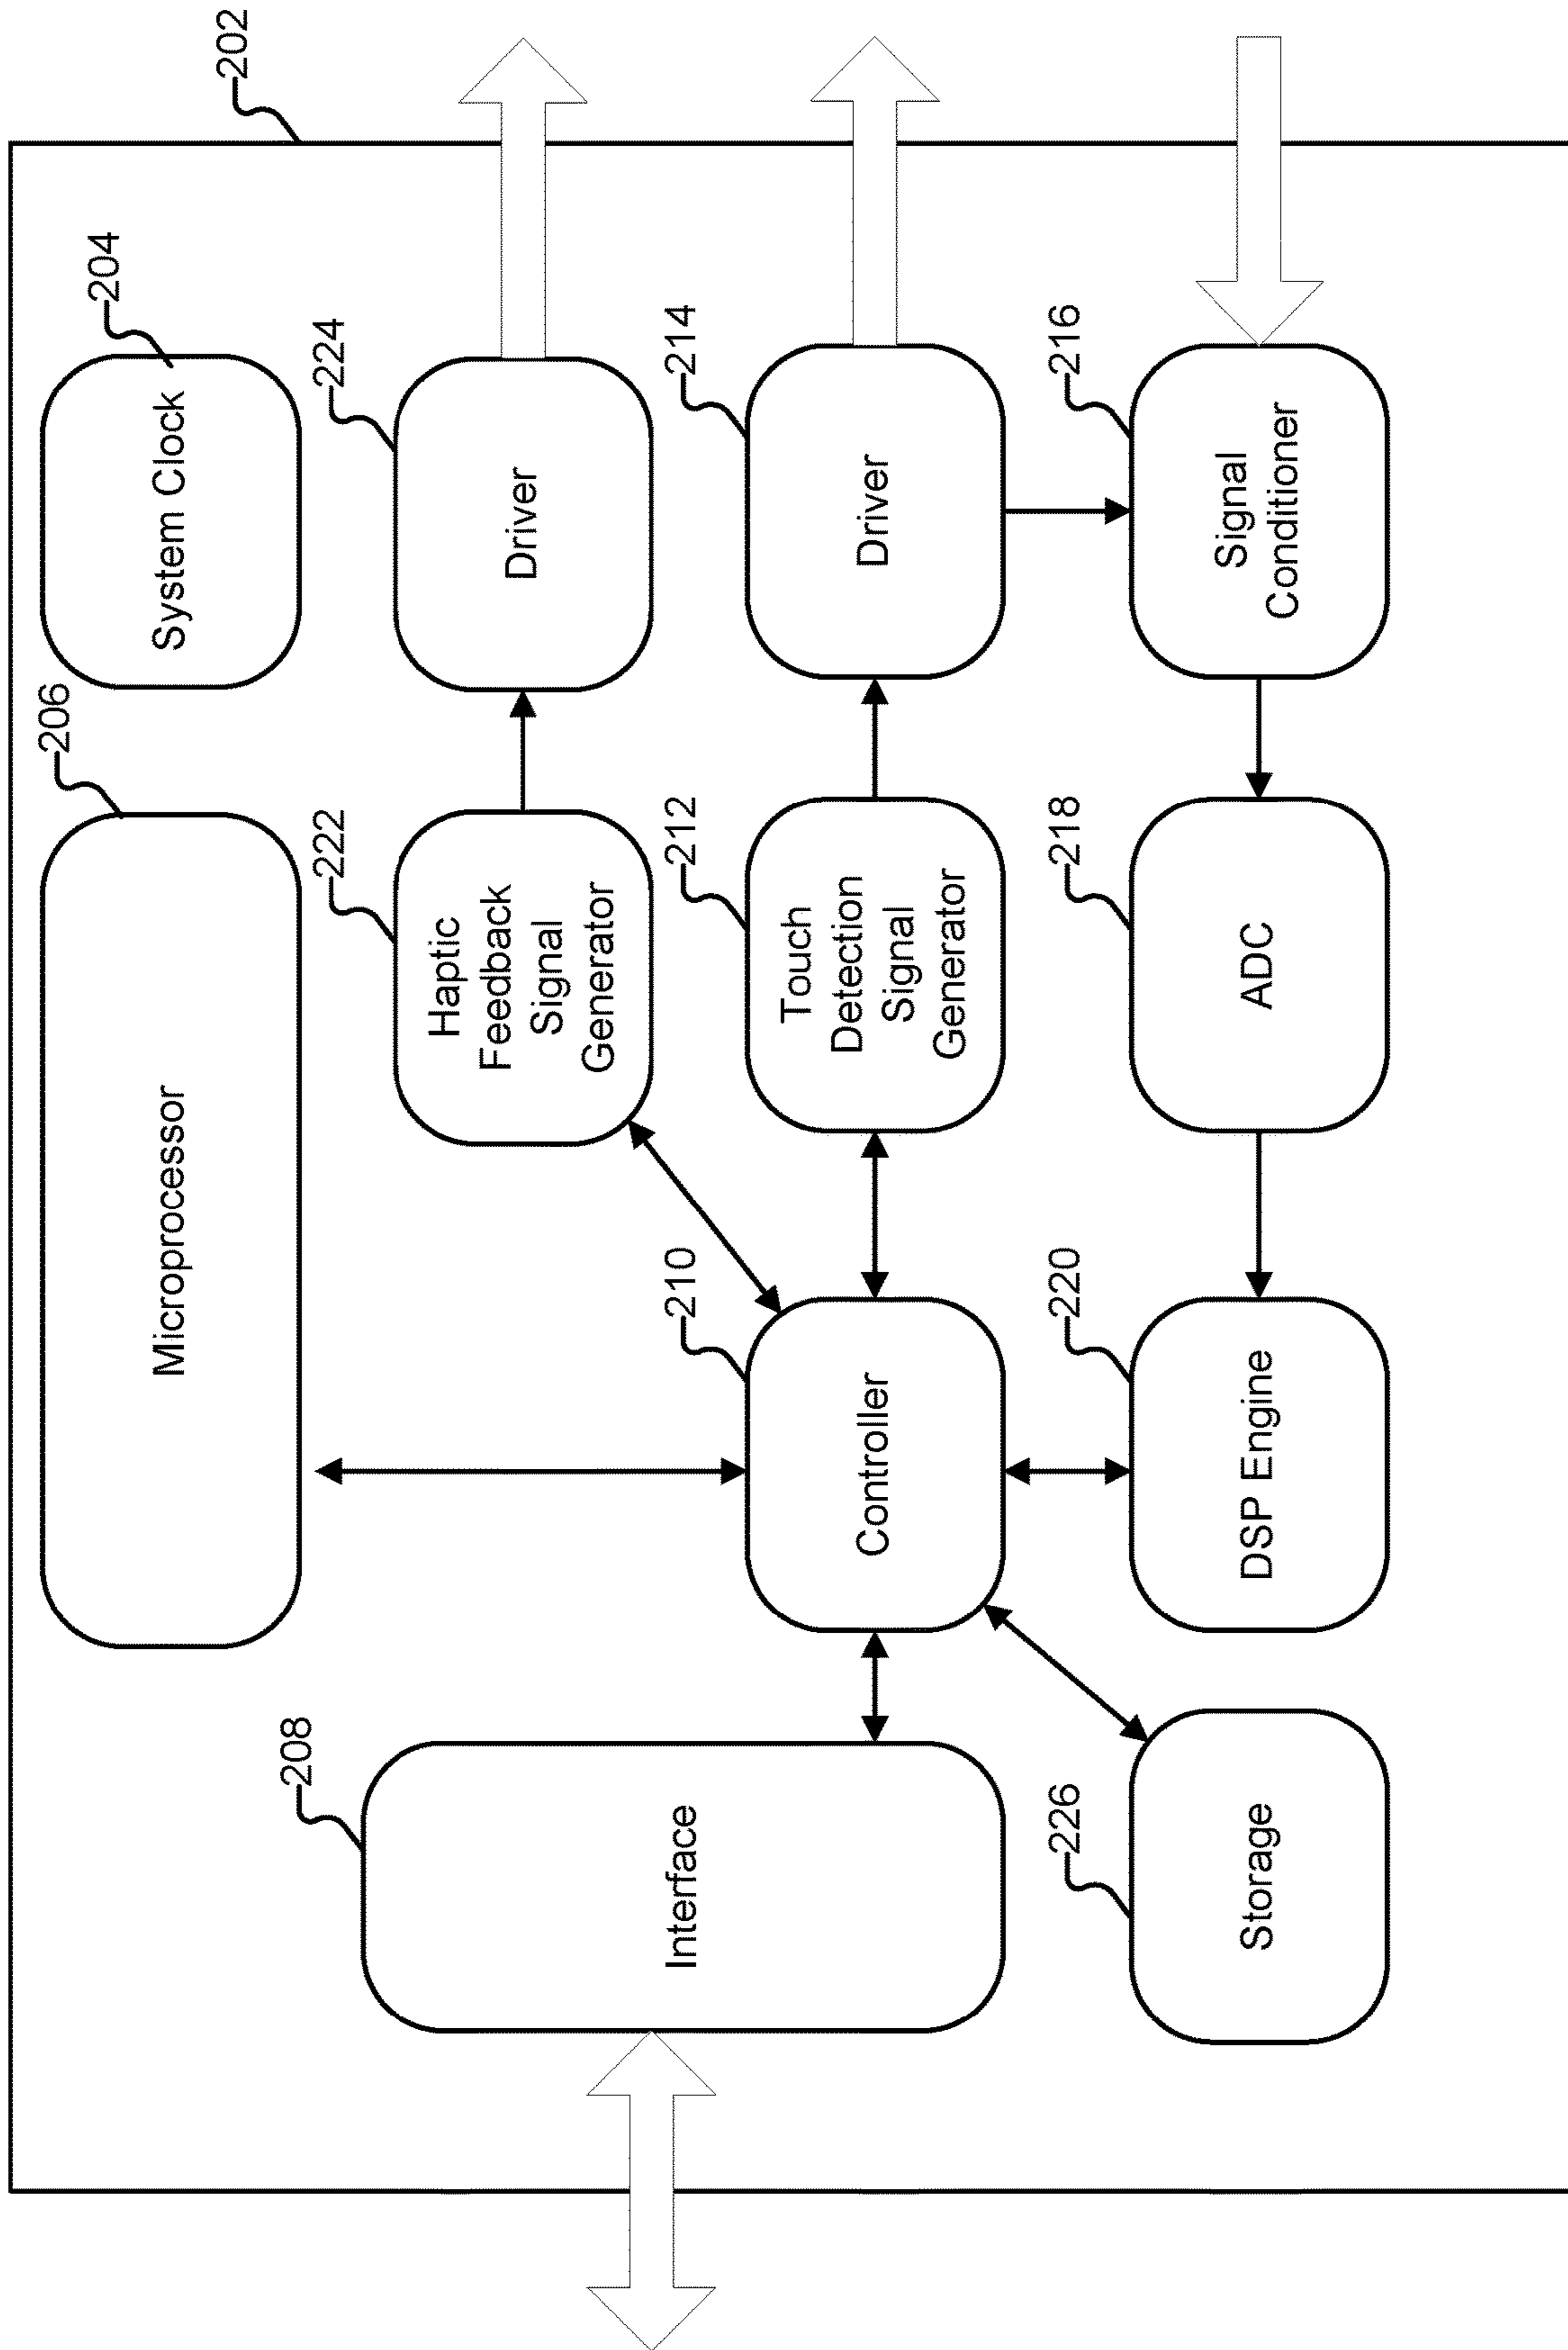 202
206
204
Microprocessor
System Clock
208
222
224
Haptic
Feedback
Signal
Generator
Driver
Interface
210
212
214
Controller
Touch
Detection
Signal
Generator
Driver
226
220
218
216
Storage
DSP Engine
ADC
Signal
Conditioner